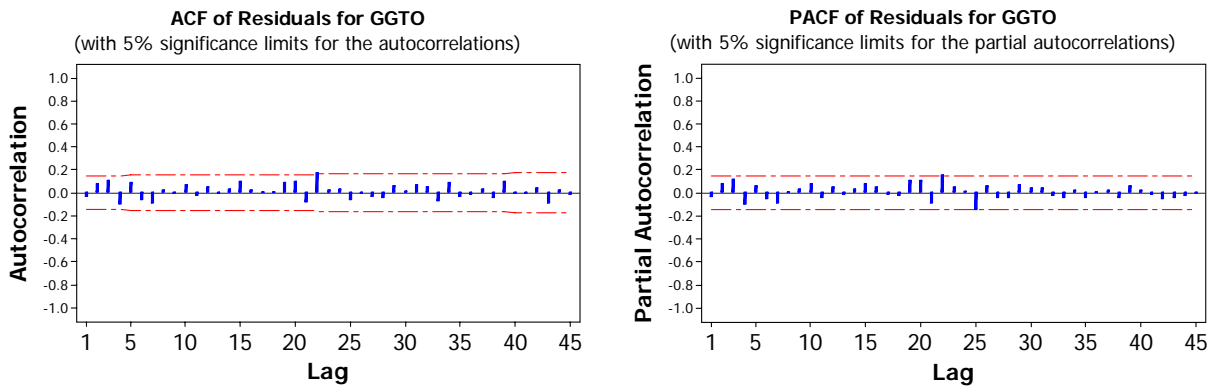 ACF of Residuals for GGTO
(with 5% significance limits for the autocorrelations)
Autocorrelation
1.0
0.8
0.6
0.4
0.2
0.0
-0.2
-0.4
-0.6
-0.8
-1.0
1 5 10 15 20 25 30 35 40 45
Lag
PACF of Residuals for GGTO
(with 5% significance limits for the partial autocorrelations)
Partial Autocorrelation
1.0
0.8
0.6
0.4
0.2
0.0
-0.2
-0.4
-0.6
-0.8
-1.0
1 5 10 15 20 25 30 35 40 45
Lag